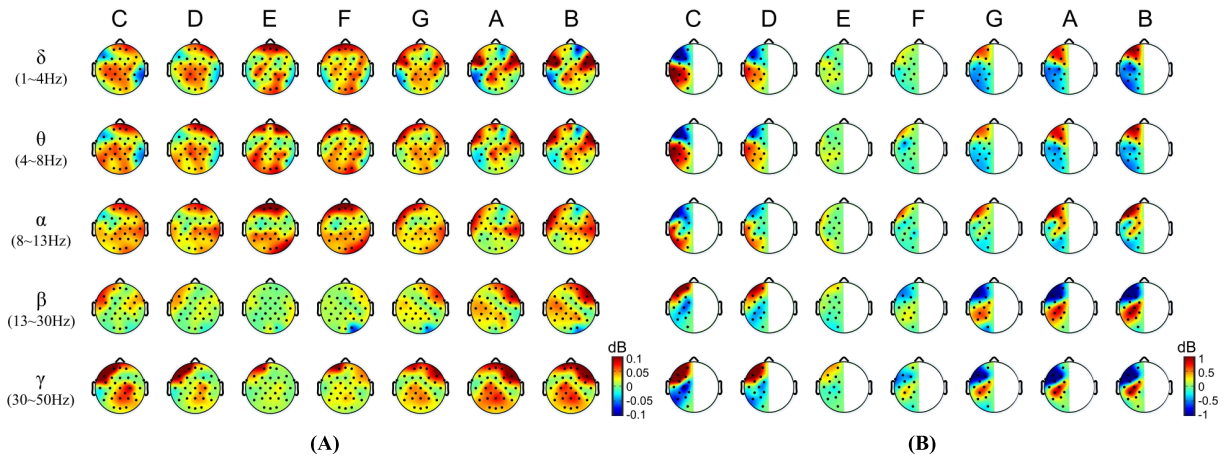 C D E F G A B C D E F G A B
δ
(1~4Hz)
θ
(4~8Hz)
α
(8~13Hz)
β
(13~30Hz)
γ
(30~50Hz)
dB
0.1
0.05
0
-0.05
-0.1
dB
1
0.5
0
-0.5
-1
(A) (B)